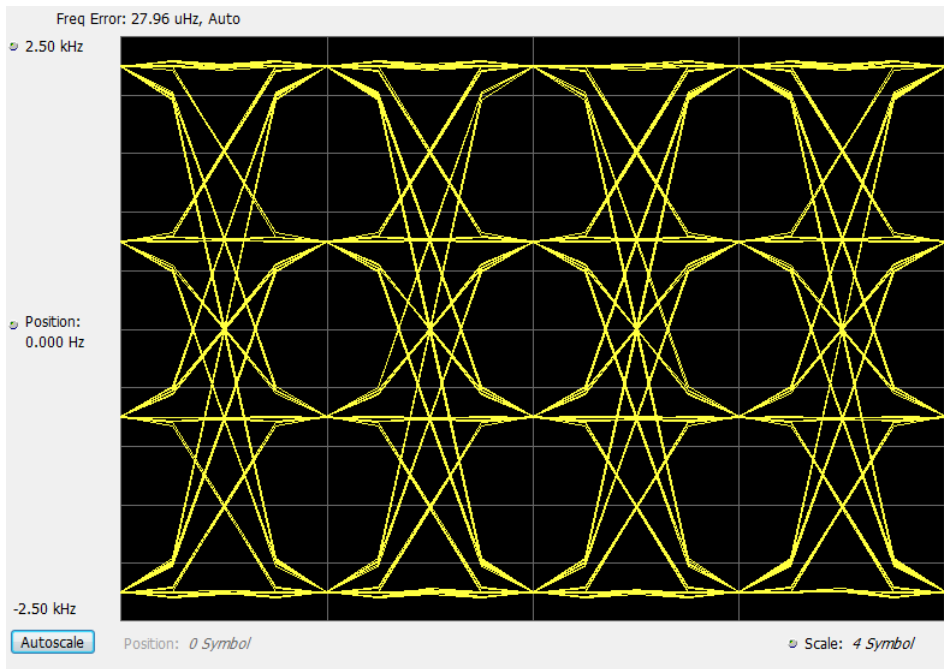 Freq Error: 27.96 uHz, Auto
2.50 kHz
Position:
0.000 Hz
-2.50 kHz
Autoscale
Position: 0 Symbol
Scale: 4 Symbol